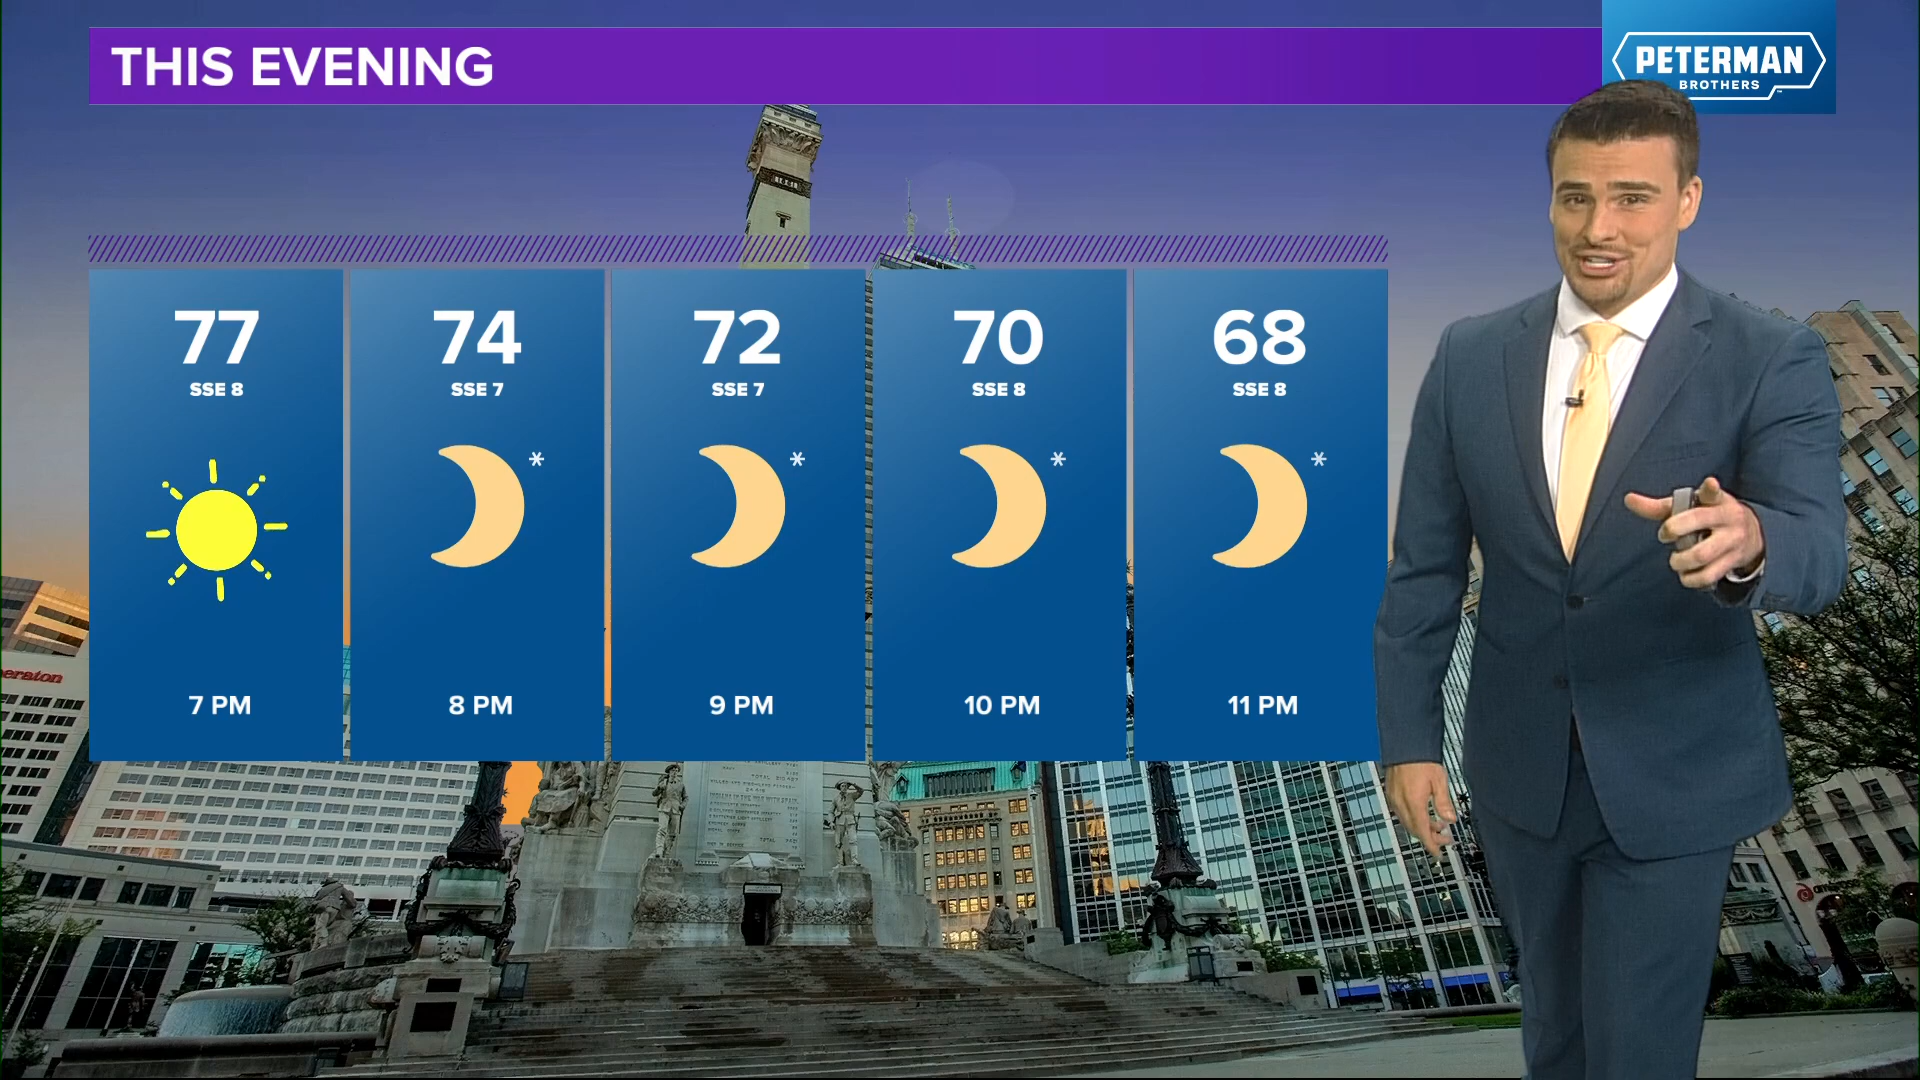 THIS EVENING
PETERMAN
BROTHERS
77
SSE 8
7 PM
74
SSE 7
8 PM
72
SSE 7
9 PM
70
SSE 8
10 PM
68
SSE 8
11 PM
eraton